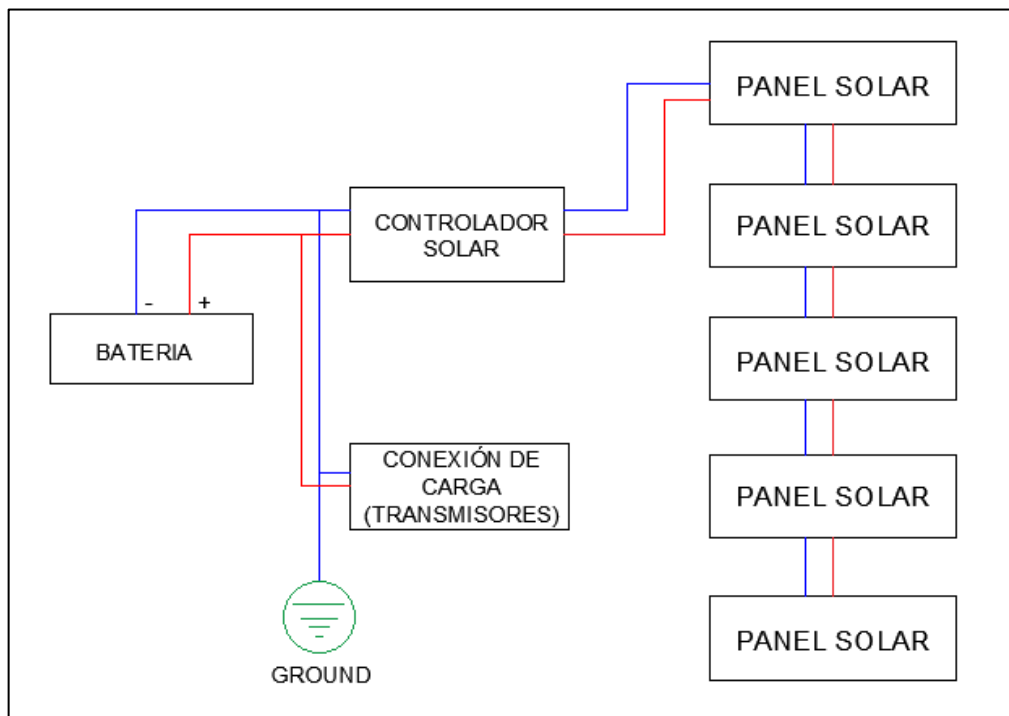 PANEL SOLAR
PANEL SOLAR
CONTROLADOR
SOLAR
- +
BATERIA
PANEL SOLAR
CONEXIÓN DE
CARGA
(TRANSMISORES)
PANEL SOLAR
PANEL SOLAR
GROUND